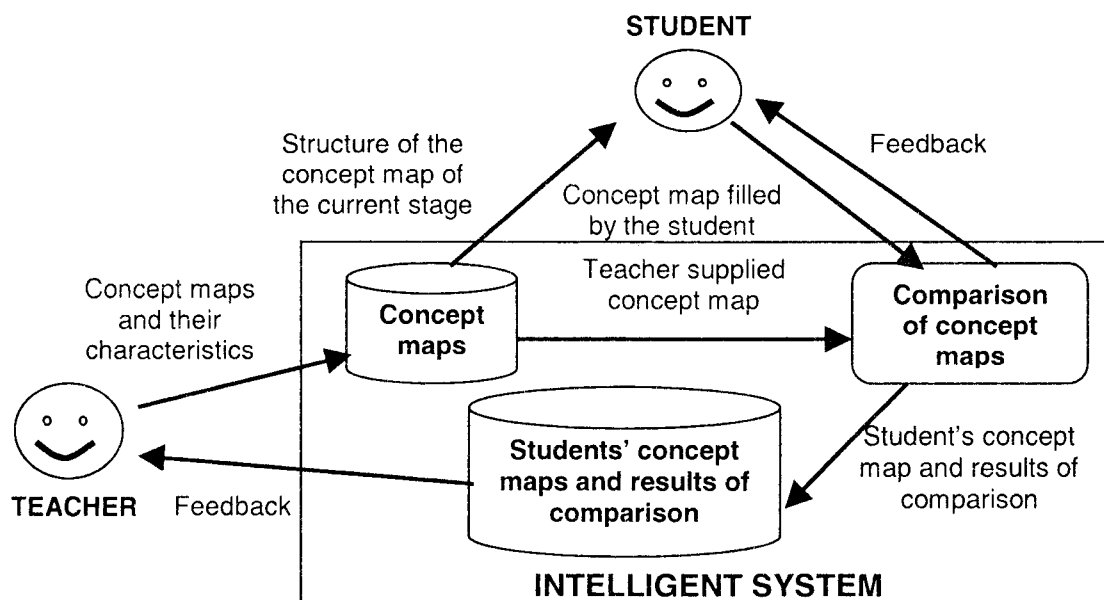 STUDENT
Structure of the
concept map of
the current stage
Feedback
Concept map filled
by the student
Concept maps
and their
characteristics
Concept
maps
Teacher supplied
concept map
Comparison
of concept
maps
TEACHER
Feedback
Students’ concept
maps and results of
comparison
Student’s concept
map and results of
comparison
INTELLIGENT SYSTEM